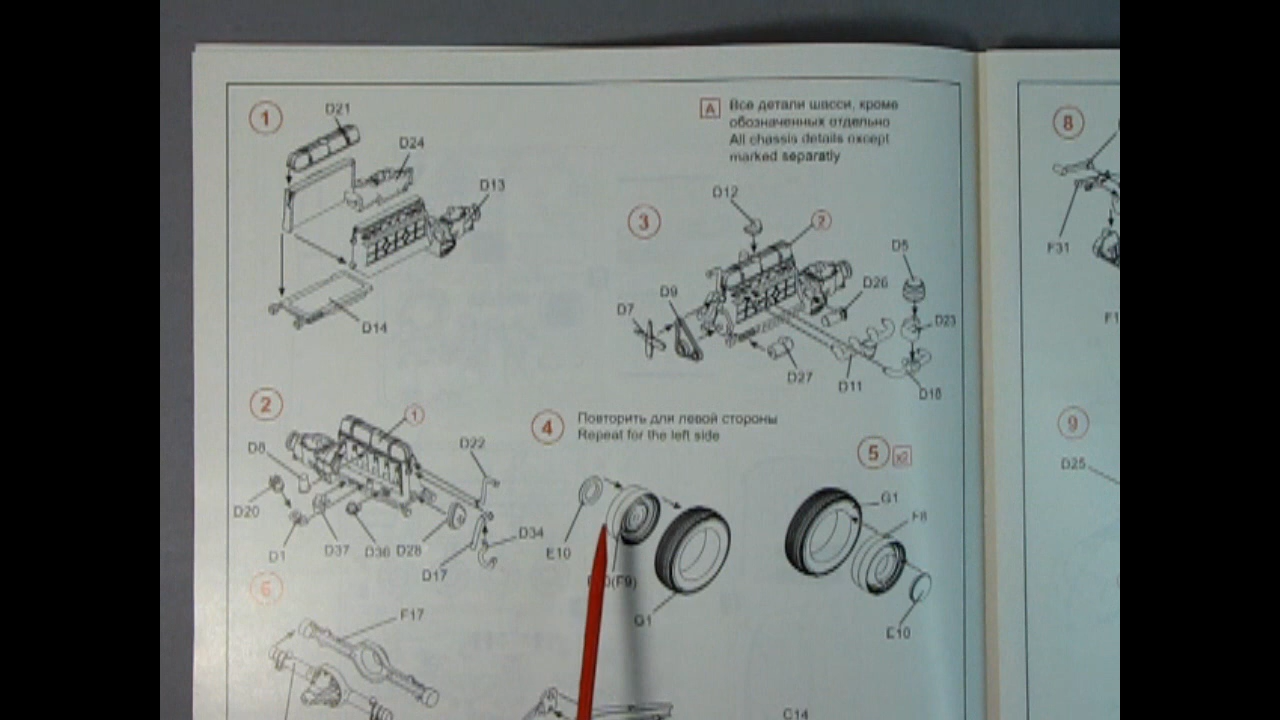 1
D21
D24
D13
D14
A
Все детали шасси, кроме
обозначенных отдельно
All chassis details except
marked separatly
3
D12
2
D5
D26
D9
D7
D23
D27
D11
D18
2
1
D8
D22
D20
D1
D37
D36
D28
D17
D34
4
Повторить для левой стороны
Repeat for the left side
E10
(F9)
G1
5
x2
G1
F8
E10
6
F17
C14
8
F31
9
D25